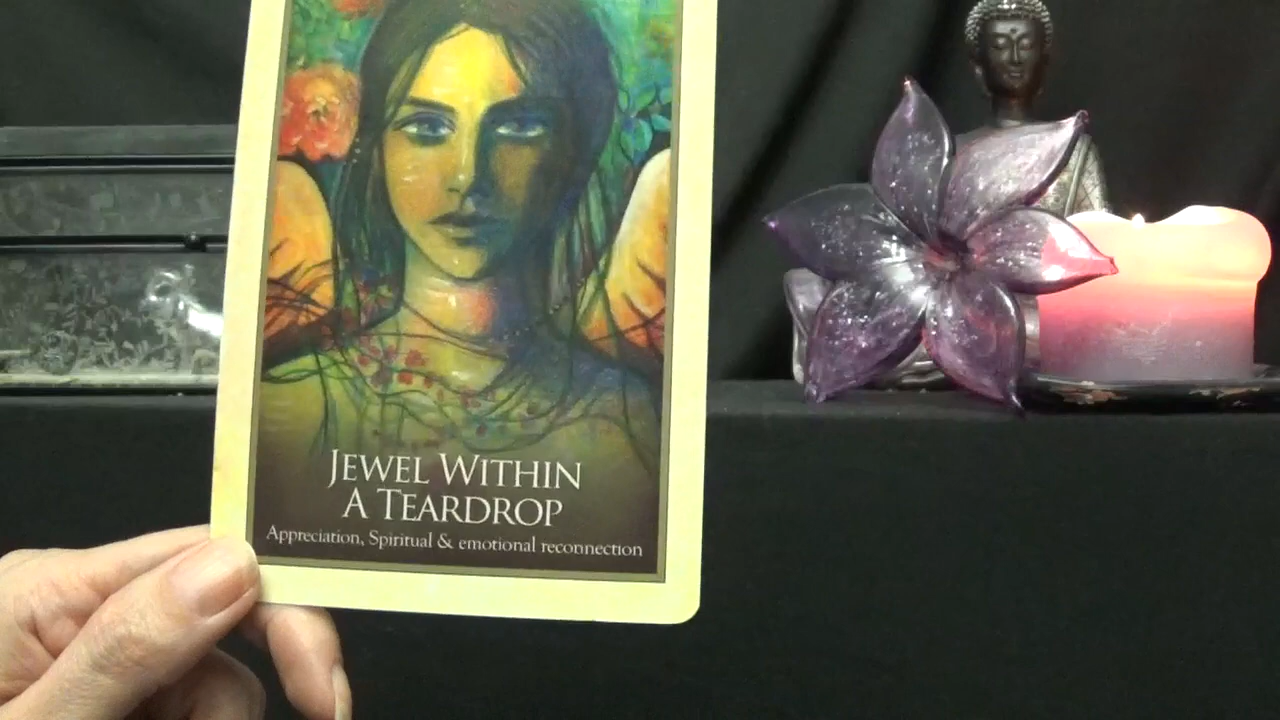 JEWEL WITHIN
A TEARDROP
Appreciation, Spiritual & emotional reconnection